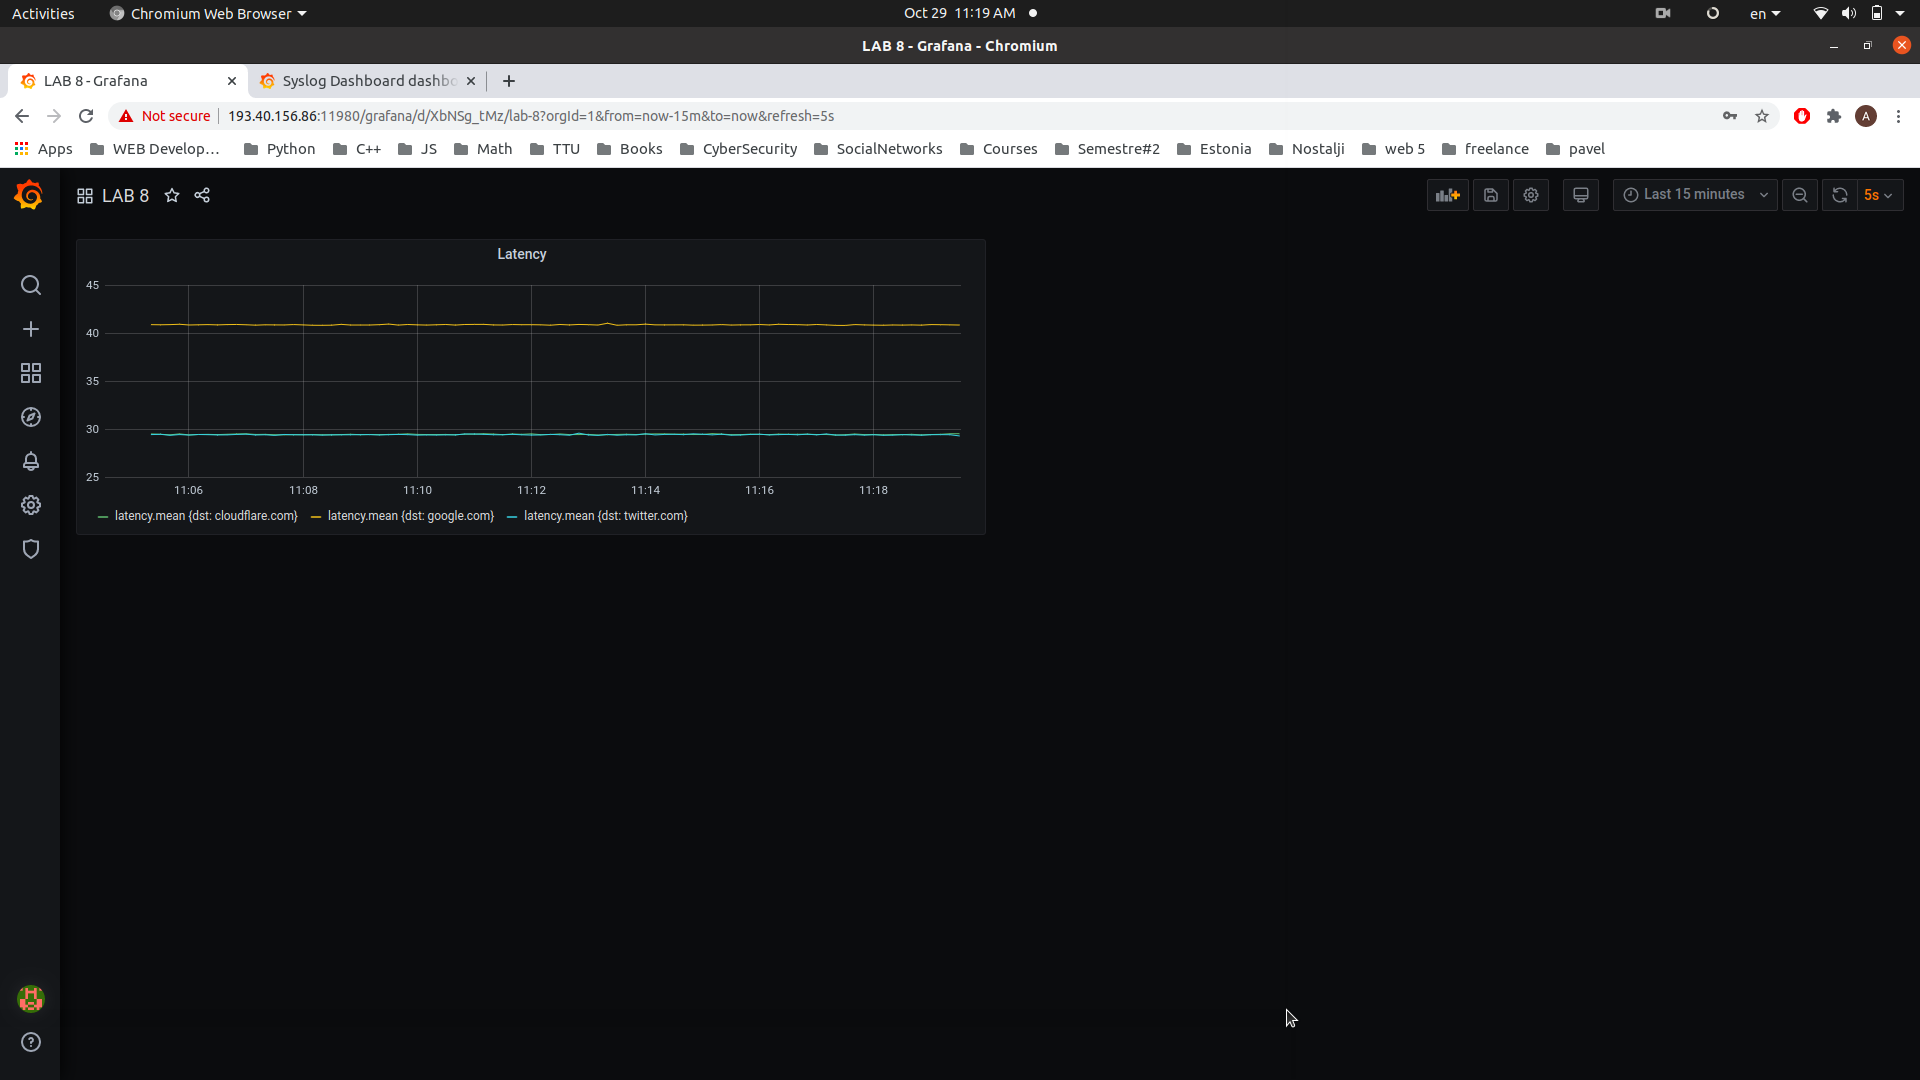 Activities Chromium Web Browser Oct 29 11:19 AM en
LAB 8 - Grafana - Chromium
LAB 8 - Grafana Syslog Dashboard dashbo
Not secure 193.40.156.86:11980/grafana/d/XbNSg_tMz/lab-8?orgId=1&from=now-15m&to=now&refresh=5s A
Apps WEB Develop... Python C++ JS Math TTU Books CyberSecurity SocialNetworks Courses Semestre#2 Estonia Nostalji web 5 freelance pavel
LAB 8 Last 15 minutes 5s
Latency
45
40
35
30
25
11:06 11:08 11:10 11:12 11:14 11:16 11:18
latency.mean {dst: cloudflare.com} latency.mean {dst: google.com} latency.mean {dst: twitter.com}